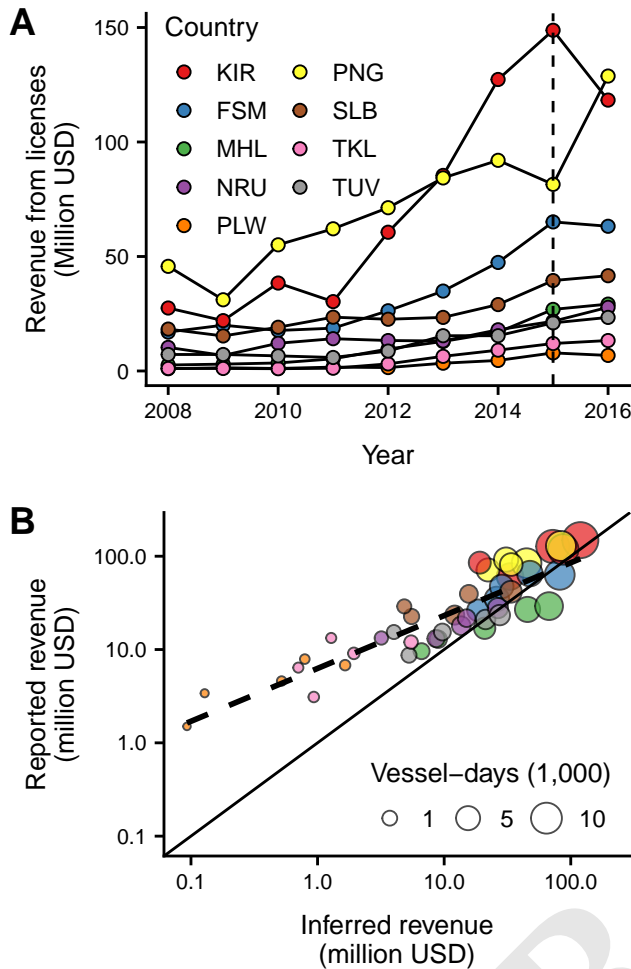 A
Country
KIR
PNG
FSM
SLB
MHL
TKL
NRU
TUV
PLW
Revenue from licenses
(Million USD)
150
100
50
0
2008
2010
2012
2014
2016
Year
B
Reported revenue
(million USD)
100.0
10.0
1.0
0.1
Vessel−days (1,000)
1
5
10
0.1
1.0
10.0
100.0
Inferred revenue
(million USD)